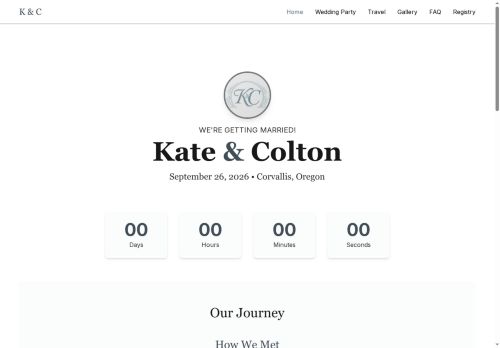 K & C
Home Wedding Party Travel Gallery FAQ Registry
KC
WE'RE GETTING MARRIED!
Kate & Colton
September 26, 2026 • Corvallis, Oregon
00 00 00 00
Days Hours Minutes Seconds
Our Journey
How We Met